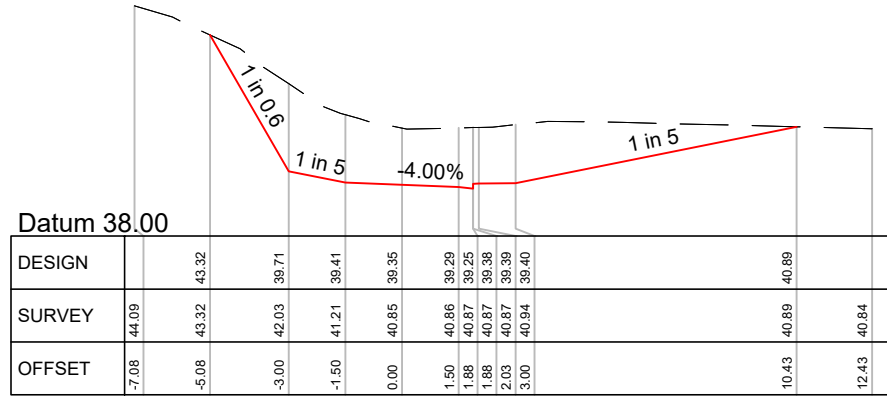 1 in 0.6
1 in 5
-4.00%
1 in 5
Datum 38.00
DESIGN 43.32 39.71 39.41 39.35 39.29 39.25 39.38 39.39 39.40 40.89
SURVEY 44.09 43.32 42.03 41.21 40.85 40.86 40.87 40.87 40.87 40.94 40.89 40.84
OFFSET -7.08 -5.08 -3.00 -1.50 0.00 1.50 1.88 1.88 2.03 3.00 10.43 12.43